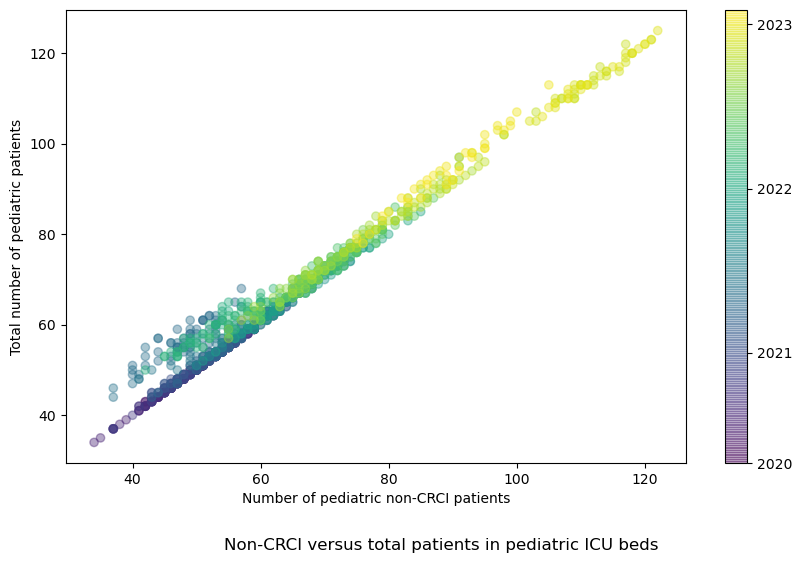 120
100
80
60
40
Total number of pediatric patients
40 60 80 100 120
Number of pediatric non-CRCI patients
2023
2022
2021
2020
Non-CRCI versus total patients in pediatric ICU beds